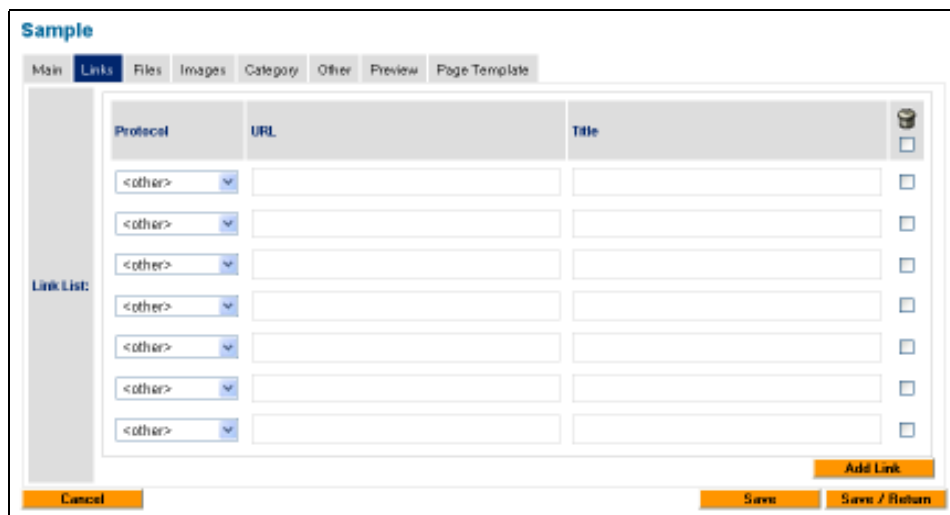 Sample
Main Links Files Images Category Other Preview Page Template
Protocol URL Title
<other>
<other>
<other>
<other>
Link List:
<other>
<other>
<other>
Add Link
Cancel Save Save / Return